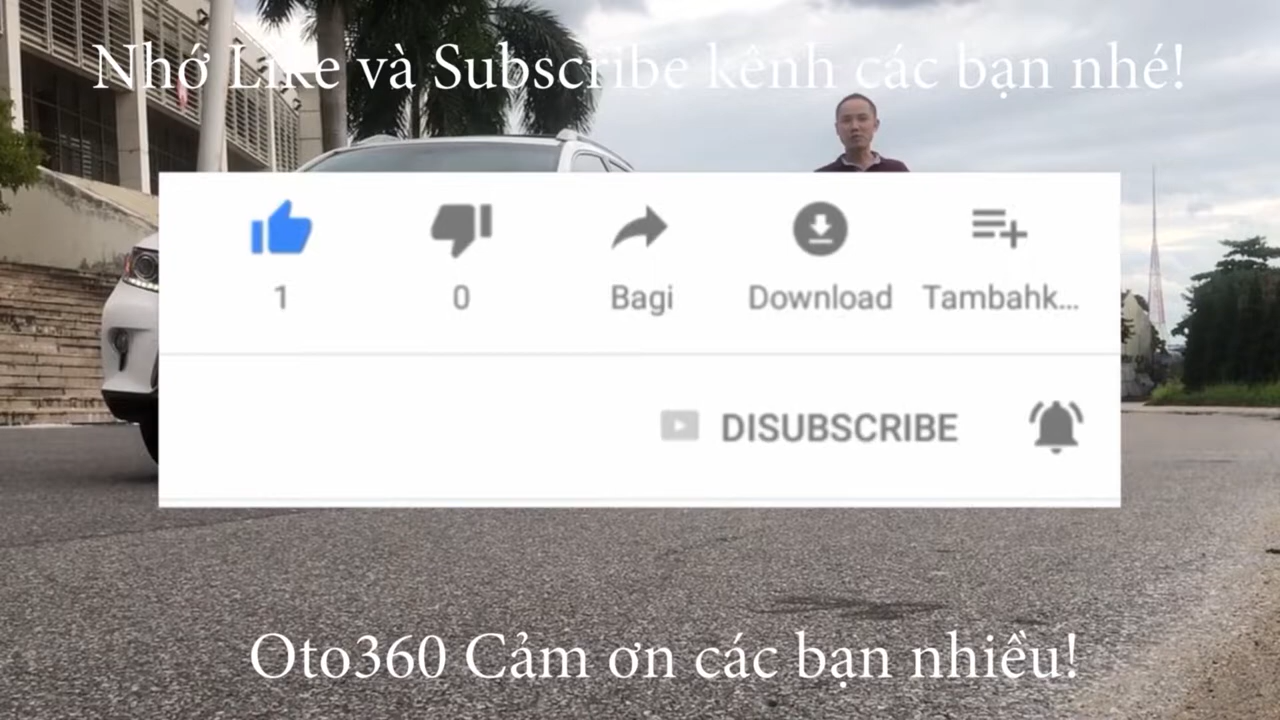 Nhớ Like và Subscribe kênh các bạn nhé!
1 0 Bagi Download Tambahk...
DISUBSCRIBE
Oto360 Cảm ơn các bạn nhiều!